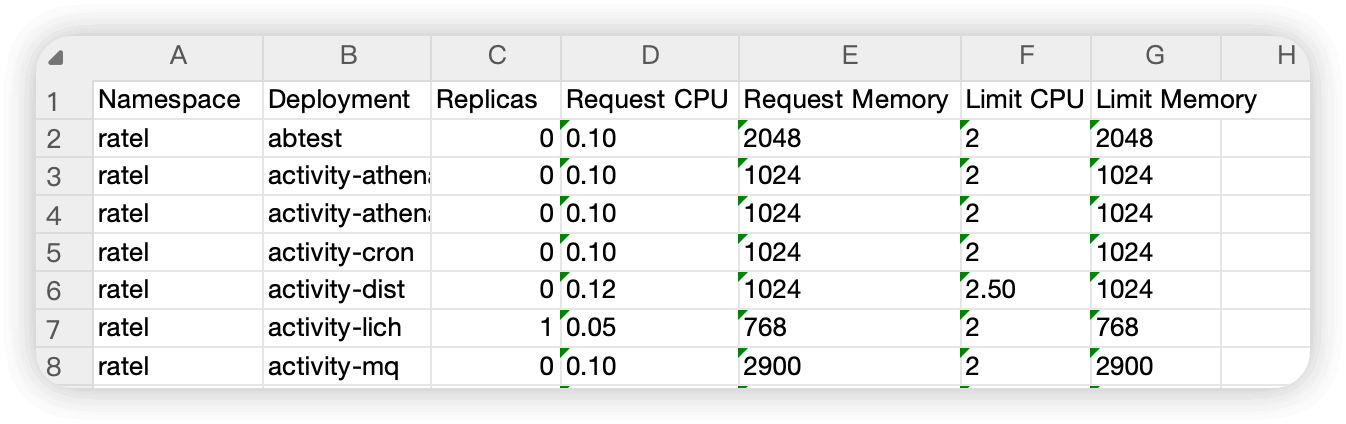 A B C D E F G H
1 Namespace Deployment Replicas Request CPU Request Memory Limit CPU Limit Memory
2 ratel abtest 0 0.10 2048 2 2048
3 ratel activity-athen 0 0.10 1024 2 1024
4 ratel activity-athen 0 0.10 1024 2 1024
5 ratel activity-cron 0 0.10 1024 2 1024
6 ratel activity-dist 0 0.12 1024 2.50 1024
7 ratel activity-lich 1 0.05 768 2 768
8 ratel activity-mq 0 0.10 2900 2 2900